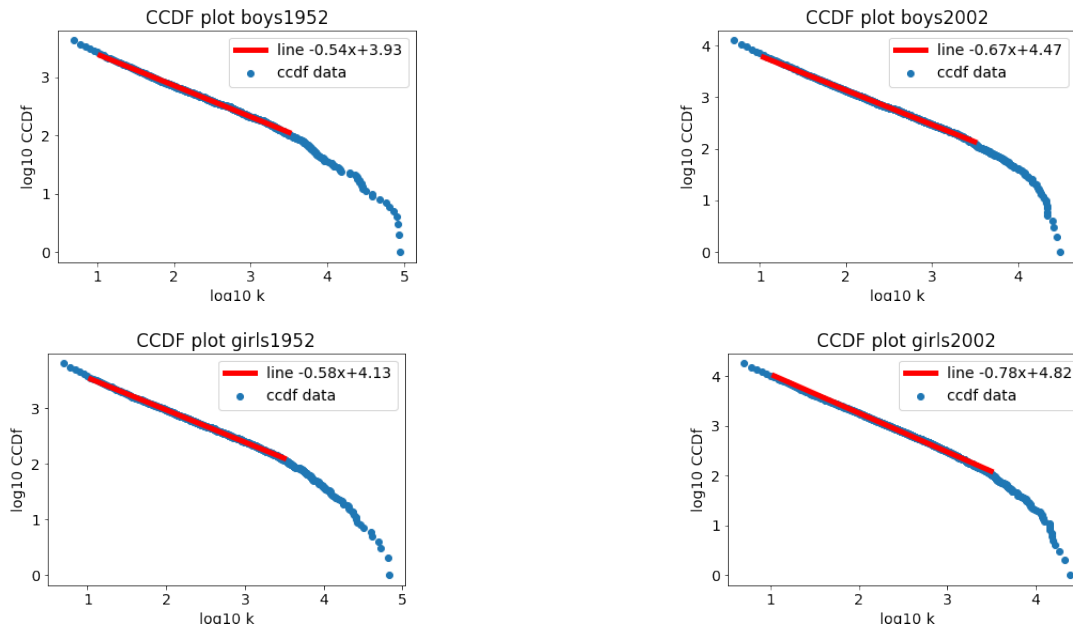 CCDF plot boys1952
line -0.54x+3.93
ccdf data
3
2
1
0
log10 CCDf
1 2 3 4 5
log10 k
CCDF plot boys2002
line -0.67x+4.47
ccdf data
4
3
2
1
0
log10 CCDf
1 2 3 4
log10 k
CCDF plot girls1952
line -0.58x+4.13
ccdf data
3
2
1
0
log10 CCDf
1 2 3 4 5
log10 k
CCDF plot girls2002
line -0.78x+4.82
ccdf data
4
3
2
1
0
log10 CCDf
1 2 3 4
log10 k